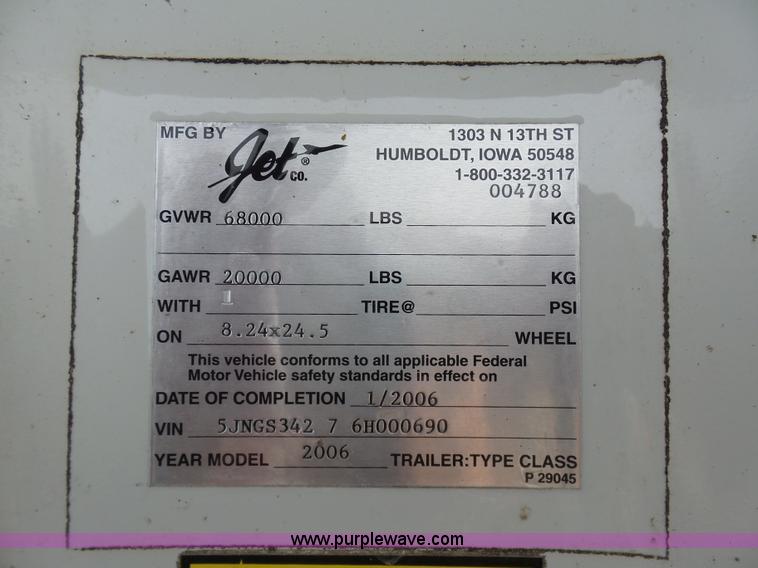 MFG BY Jet® CO. 1303 N 13TH ST
HUMBOLDT, IOWA 50548
1-800-332-3117
004788
GVWR 68000 LBS KG
GAWR 20000 LBS KG
WITH 1 TIRE@ PSI
ON 8.24x24.5 WHEEL
This vehicle conforms to all applicable Federal
Motor Vehicle safety standards in effect on
DATE OF COMPLETION 1/2006
VIN 5JNGS342 7 6H000690
YEAR MODEL 2006 TRAILER:TYPE CLASS
P 29045
www.purplewave.com